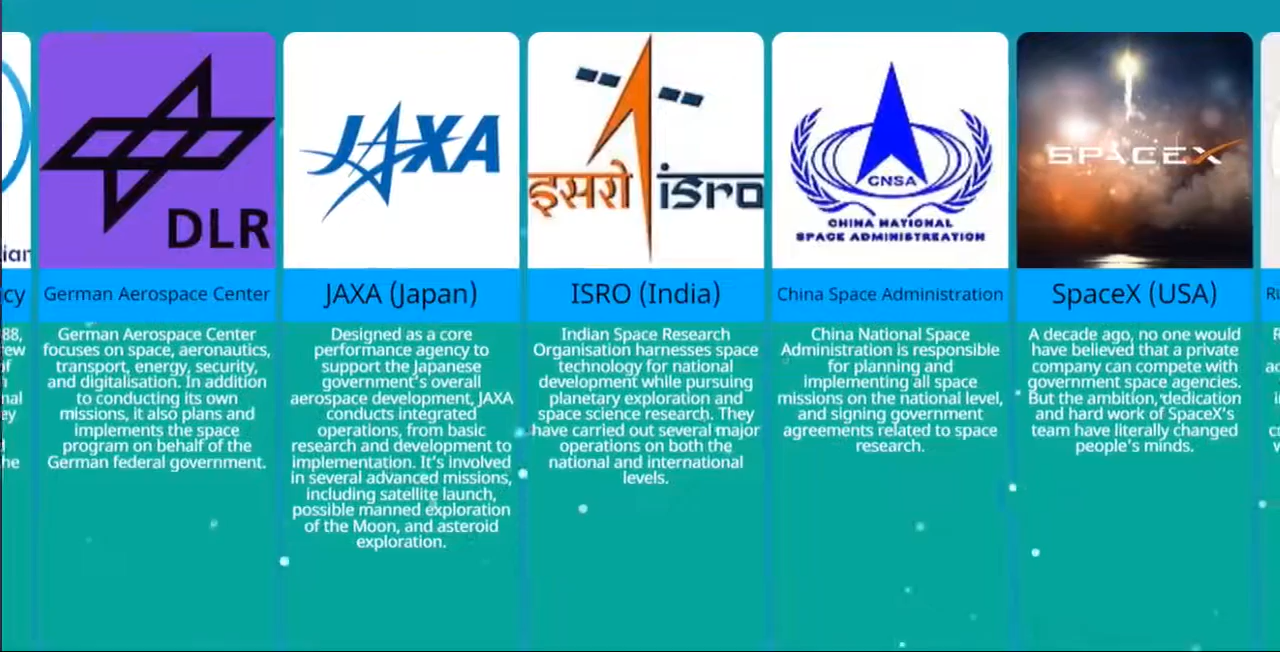 ian
cy
88,
ew
of
nal
ey
he
DLR
German Aerospace Center
German Aerospace Center
focuses on space, aeronautics,
transport, energy, security,
and digitalisation. In addition
to conducting its own
missions, it also plans and
implements the space
program on behalf of the
German federal government.
JAXA
JAXA (Japan)
Designed as a core
performance agency to
support the Japanese
government's overall
aerospace development, JAXA
conducts integrated
operations, from basic
research and development to
implementation. It's involved
in several advanced missions,
including satellite launch,
possible manned exploration
of the Moon, and asteroid
exploration.
इसरो isro
ISRO (India)
Indian Space Research
Organisation harnesses space
technology for national
development while pursuing
planetary exploration and
space science research. They
have carried out several major
operations on both the
national and international
levels.
CNSA
CHINA NATIONAL
SPACE ADMINISTREATION
China Space Administration
China National Space
Administration is responsible
for planning and
implementing all space
missions on the national level,
and signing government
agreements related to space
research.
SPACEX
SpaceX (USA)
A decade ago, no one would
have believed that a private
company can compete with
government space agencies.
But the ambition, dedication
and hard work of SpaceX's
team have literally changed
people's minds.